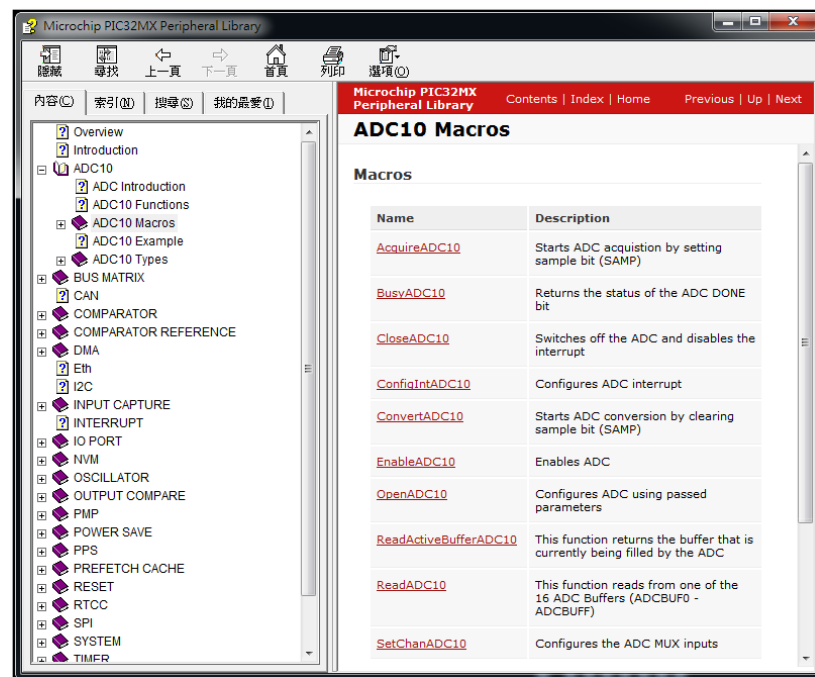 Microchip PIC32MX Peripheral Library
隱藏 尋找 上一頁 下一頁 首頁 列印 選項(O)
內容(C) 索引(N) 搜尋(S) 我的最愛(I)
Overview
Introduction
ADC10
ADC Introduction
ADC10 Functions
ADC10 Macros
ADC10 Example
ADC10 Types
BUS MATRIX
CAN
COMPARATOR
COMPARATOR REFERENCE
DMA
Eth
I2C
INPUT CAPTURE
INTERRUPT
IO PORT
NVM
OSCILLATOR
OUTPUT COMPARE
PMP
POWER SAVE
PPS
PREFETCH CACHE
RESET
RTCC
SPI
SYSTEM
TIMER
Microchip PIC32MX
Peripheral Library
Contents | Index | Home
Previous | Up | Next
ADC10 Macros
Macros
Name Description
AcquireADC10 Starts ADC acquistion by setting
sample bit (SAMP)
BusyADC10 Returns the status of the ADC DONE
bit
CloseADC10 Switches off the ADC and disables the
interrupt
ConfigIntADC10 Configures ADC interrupt
ConvertADC10 Starts ADC conversion by clearing
sample bit (SAMP)
EnableADC10 Enables ADC
OpenADC10 Configures ADC using passed
parameters
ReadActiveBufferADC10 This function returns the buffer that is
currently being filled by the ADC
ReadADC10 This function reads from one of the
16 ADC Buffers (ADCBUF0 -
ADCBUFF)
SetChanADC10 Configures the ADC MUX inputs